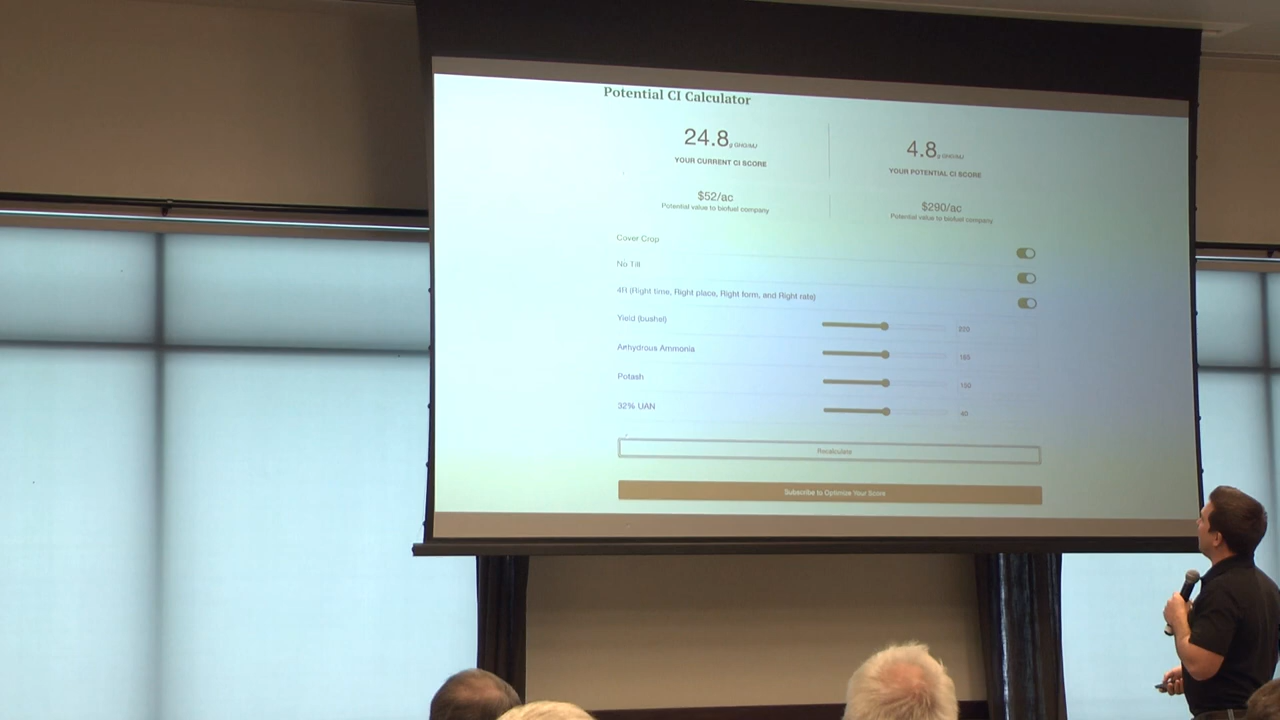 Potential CI Calculator
24.8
YOUR CURRENT CI SCORE
4.8
YOUR POTENTIAL CI SCORE
$52/ac
Potential value to biofuel company
$290/ac
Potential value to biofuel company
Cover Crop
No Till
4R (Right time, Right place, Right form, and Right rate)
Yield (bushel)
Anhydrous Ammonia
Potash
32% UAN
Recalculate
Subscribe to Optimize Your Score